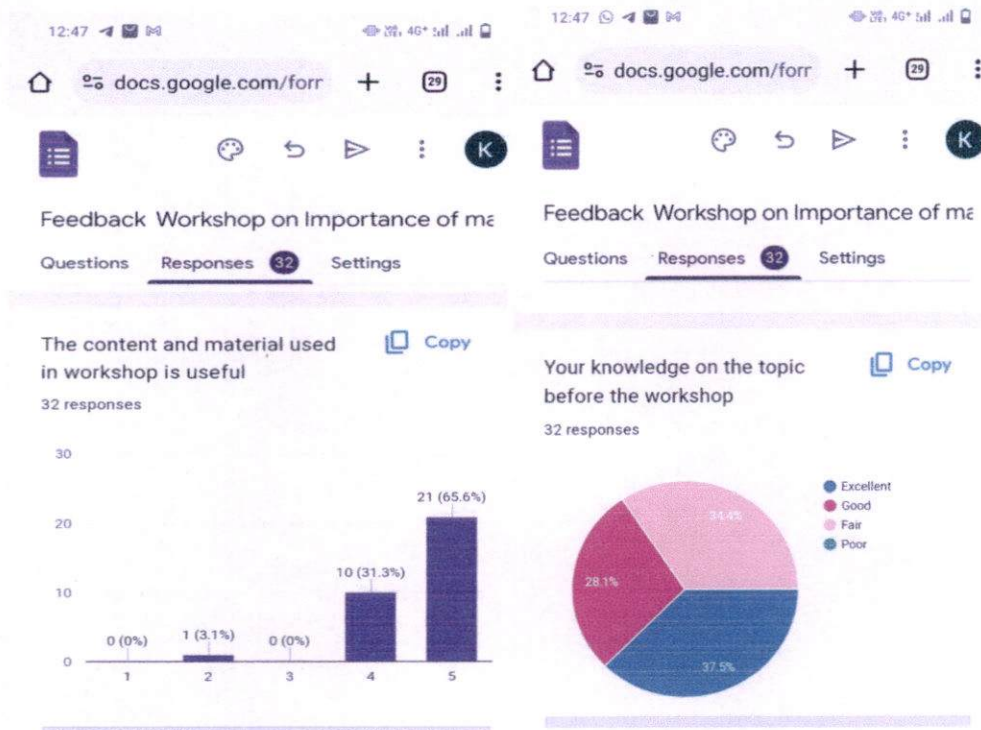 12:47
4G+
docs.google.com/forr
29
K
Feedback Workshop on Importance of ma
Questions Responses 32 Settings
The content and material used
in workshop is useful
Copy
32 responses
30
20
10
0
0 (0%)
1 (3.1%)
0 (0%)
10 (31.3%)
21 (65.6%)
1 2 3 4 5
12:47
4G+
docs.google.com/forr
29
K
Feedback Workshop on Importance of ma
Questions Responses 32 Settings
Your knowledge on the topic
before the workshop
Copy
32 responses
Excellent
Good
Fair
Poor
34.4%
28.1%
37.5%